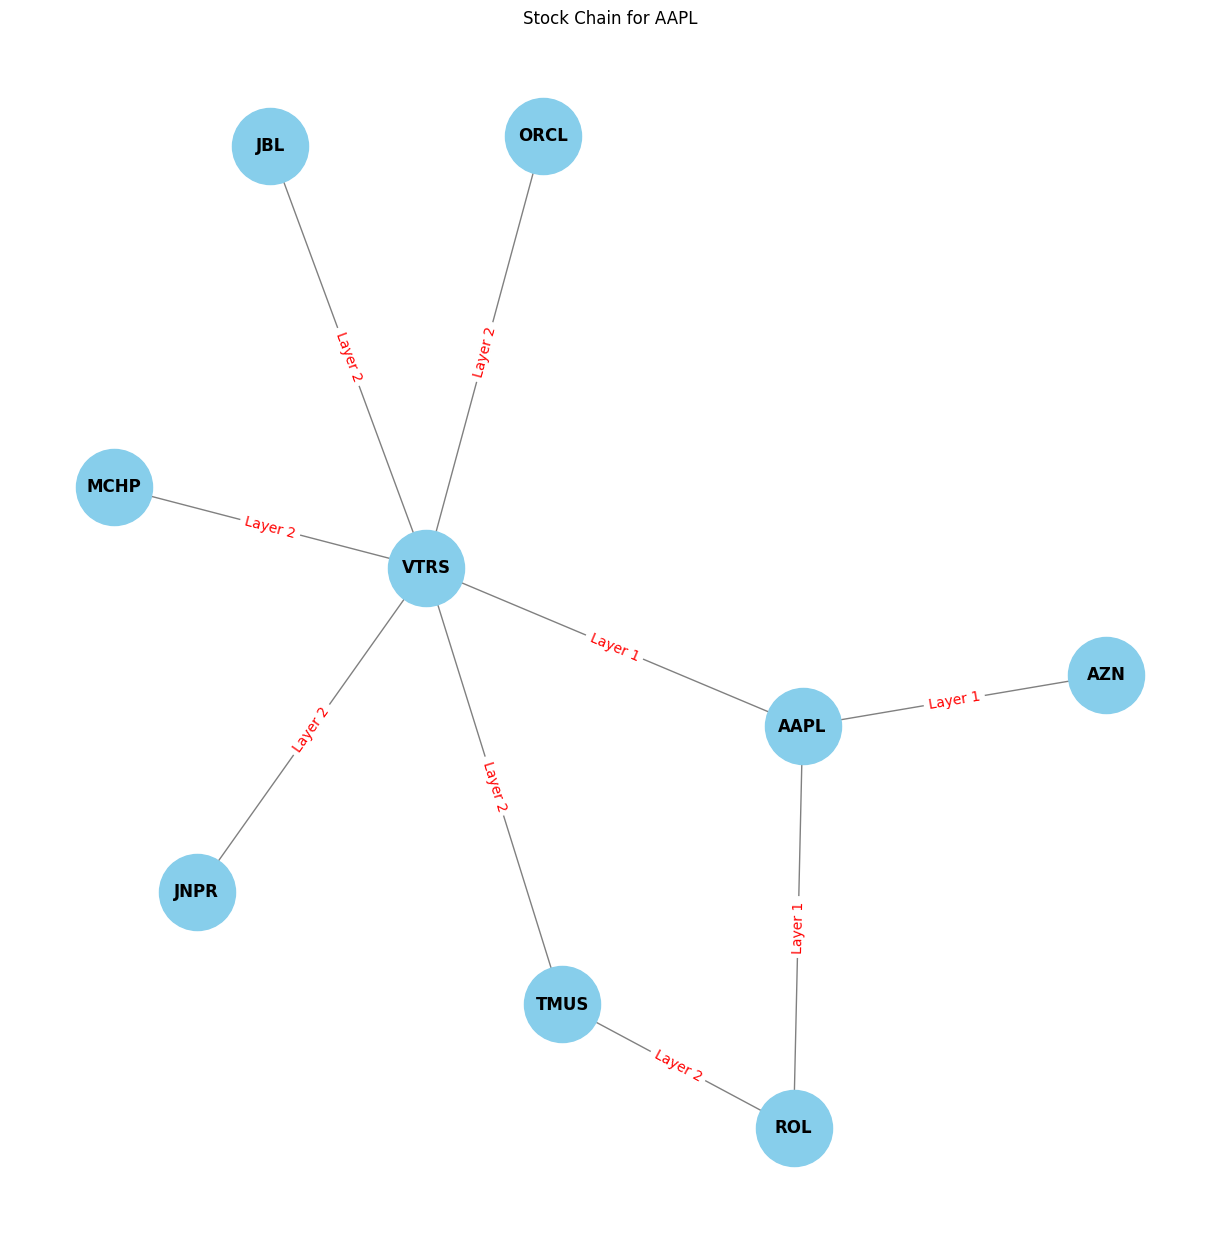 Stock Chain for AAPL
ORCL
JBL
Layer 2
Layer 2
MCHP
Layer 2
VTRS
Layer 1
AZN
Layer 1
AAPL
Layer 2
Layer 2
JNPR
Layer 1
TMUS
Layer 2
ROL